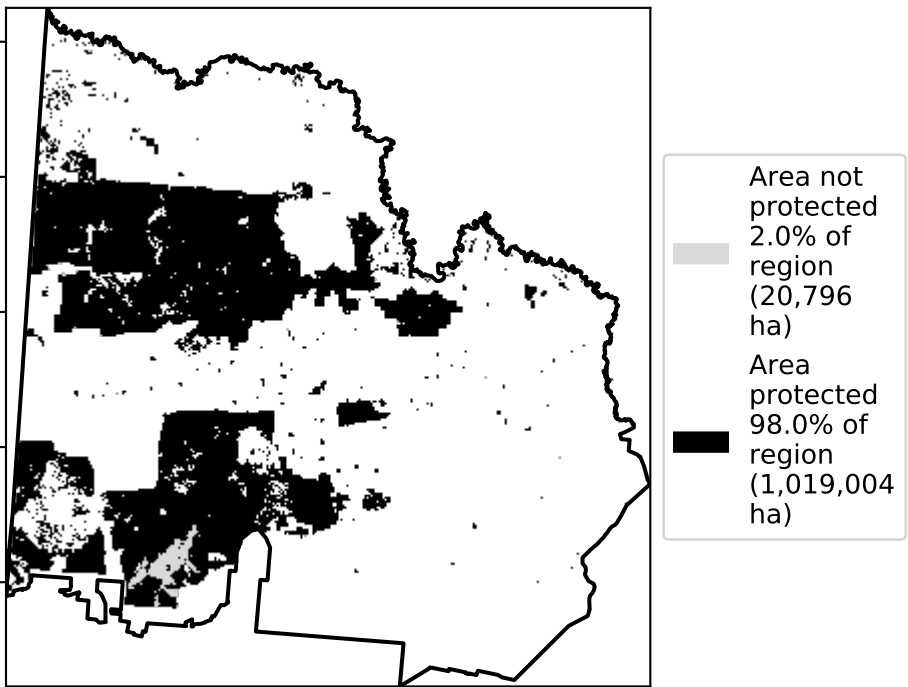 Area not
protected
2.0% of
region
(20,796
ha)
Area
protected
98.0% of
region
(1,019,004
ha)